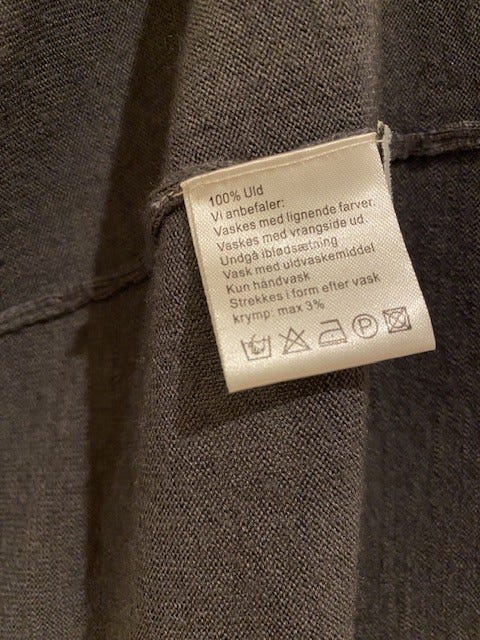 100% Uld
Vi anbefaler:
Vaskes med lignende farver.
Vaskes med vrangside ud.
Undgå iblødsætning
Vask med uldvaskemiddel
Kun håndvask
Strekkes i form efter vask
krymp: max 3%
P